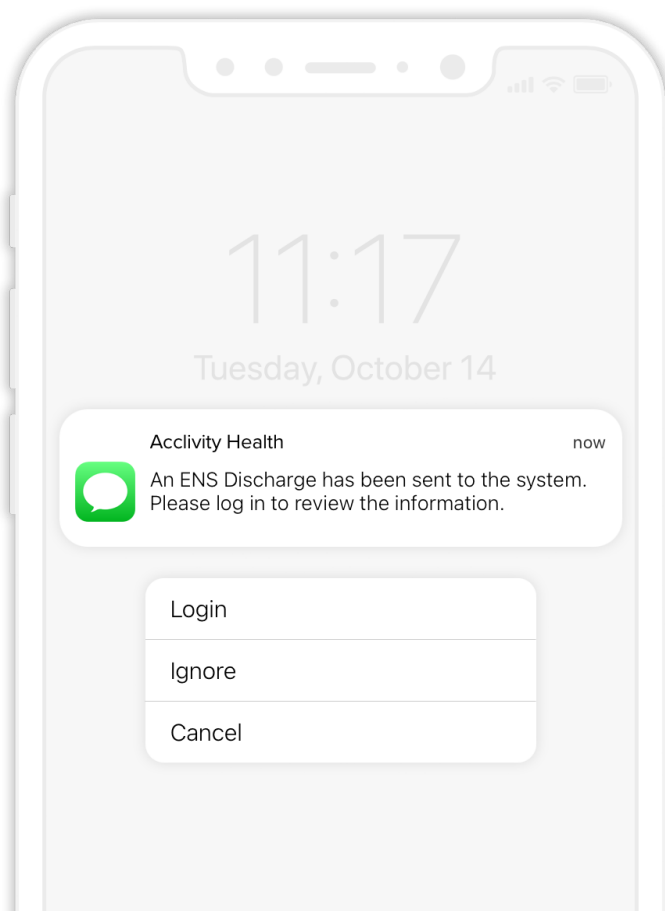 11:17
Tuesday, October 14
Acclivity Health
now
An ENS Discharge has been sent to the system.
Please log in to review the information.
Login
Ignore
Cancel